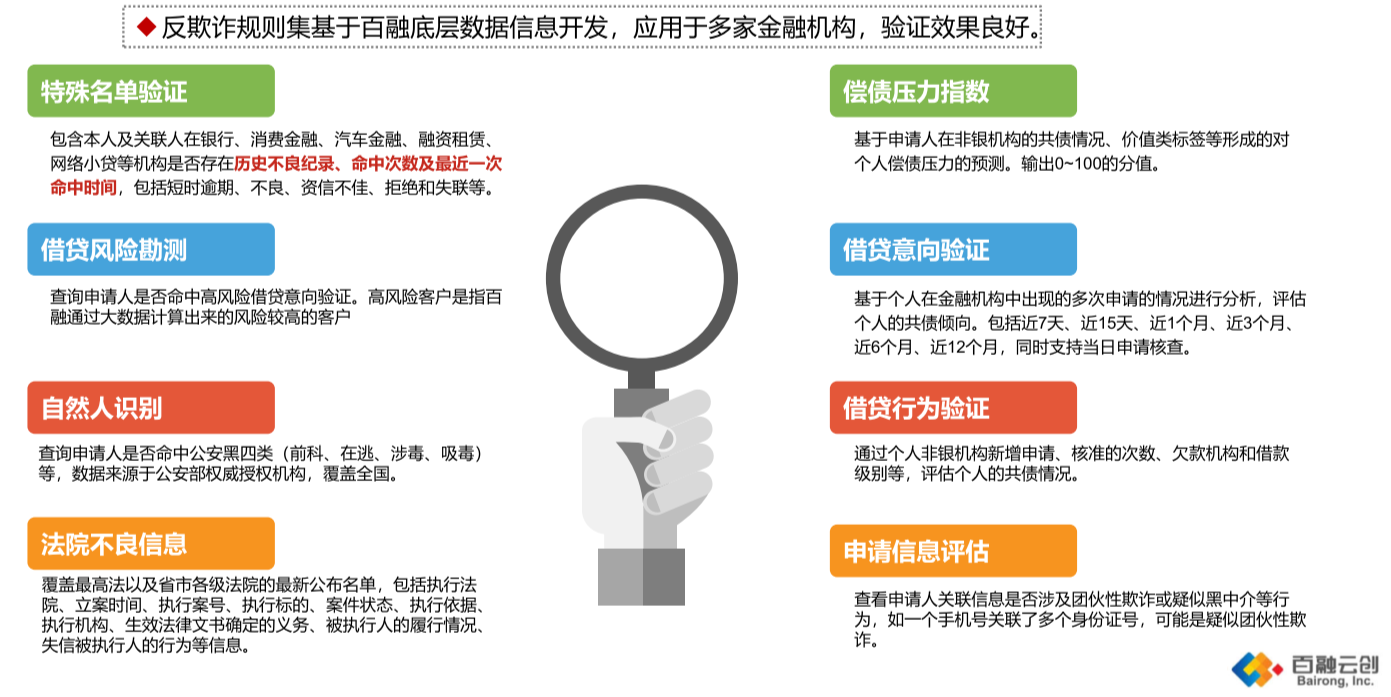 反欺诈规则集基于百融底层数据信息开发，应用于多家金融机构，验证效果良好。
特殊名单验证
包含本人及关联人在银行、消费金融、汽车金融、融资租赁、
网络小贷等机构是否存在历史不良纪录、命中次数及最近一次
命中时间，包括短时逾期、不良、资信不佳、拒绝和失联等。
借贷风险勘测
查询申请人是否命中高风险借贷意向验证。高风险客户是指百
融通过大数据计算出来的风险较高的客户
自然人识别
查询申请人是否命中公安黑四类（前科、在逃、涉毒、吸毒）
等，数据来源于公安部权威授权机构，覆盖全国。
法院不良信息
覆盖最高法以及省市各级法院的最新公布名单，包括执行法
院、立案时间、执行案号、执行标的、案件状态、执行依据、
执行机构、生效法律文书确定的义务、被执行人的履行情况、
失信被执行人的行为等信息。
偿债压力指数
基于申请人在非银机构的共债情况、价值类标签等形成的对
个人偿债压力的预测。输出0~100的分值。
借贷意向验证
基于个人在金融机构中出现的多次申请的情况进行分析，评估
个人的共债倾向。包括近7天、近15天、近1个月、近3个月、
近6个月、近12个月，同时支持当日申请核查。
借贷行为验证
通过个人非银机构新增申请、核准的次数、欠款机构和借款
级别等，评估个人的共债情况。
申请信息评估
查看申请人关联信息是否涉及团伙性欺诈或疑似黑中介等行
为，如一个手机号关联了多个身份证号，可能是疑似团伙性欺
诈。
百融云创
Bairong, Inc.